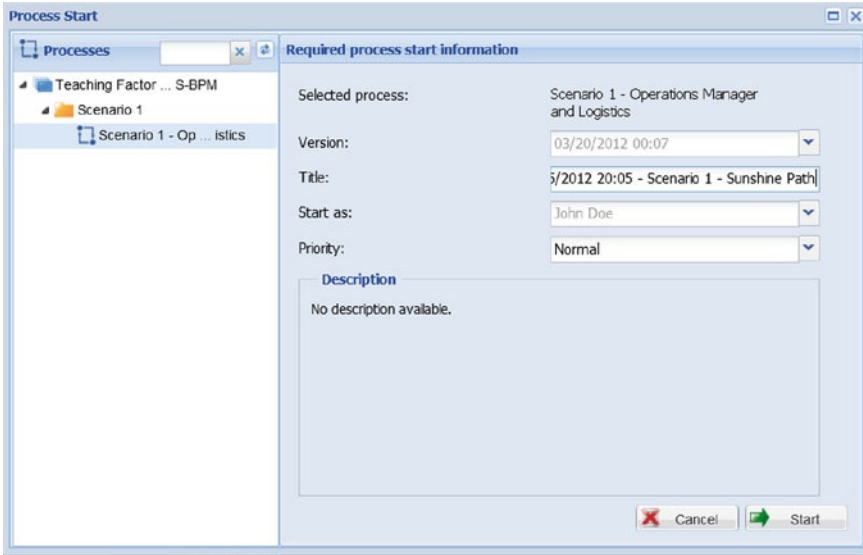 Process Start
Processes
Teaching Factor ... S-BPM
Scenario 1
Scenario 1 - Op ... istics
Required process start information
Selected process:
Scenario 1 - Operations Manager
and Logistics
Version:
03/20/2012 00:07
Title:
5/2012 20:05 - Scenario 1 - Sunshine Path
Start as:
John Doe
Priority:
Normal
Description
No description available.
Cancel
Start